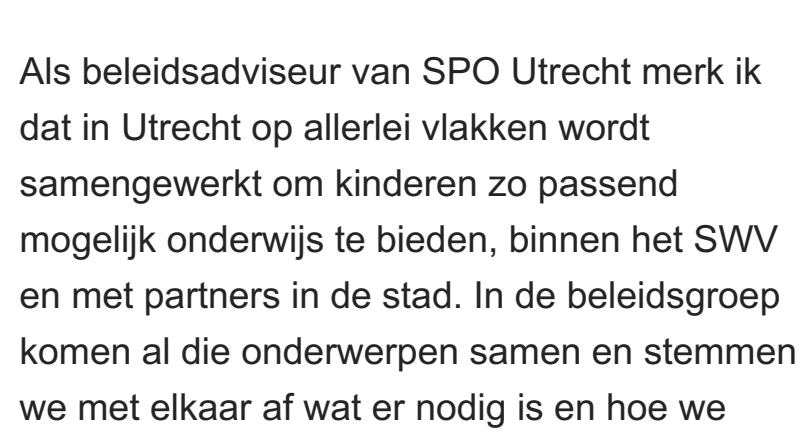 Als beleidsadviseur van SPO Utrecht merk ik
dat in Utrecht op allerlei vlakken wordt
samengewerkt om kinderen zo passend
mogelijk onderwijs te bieden, binnen het SWV
en met partners in de stad. In de beleidsgroep
komen al die onderwerpen samen en stemmen
we met elkaar af wat er nodig is en hoe we